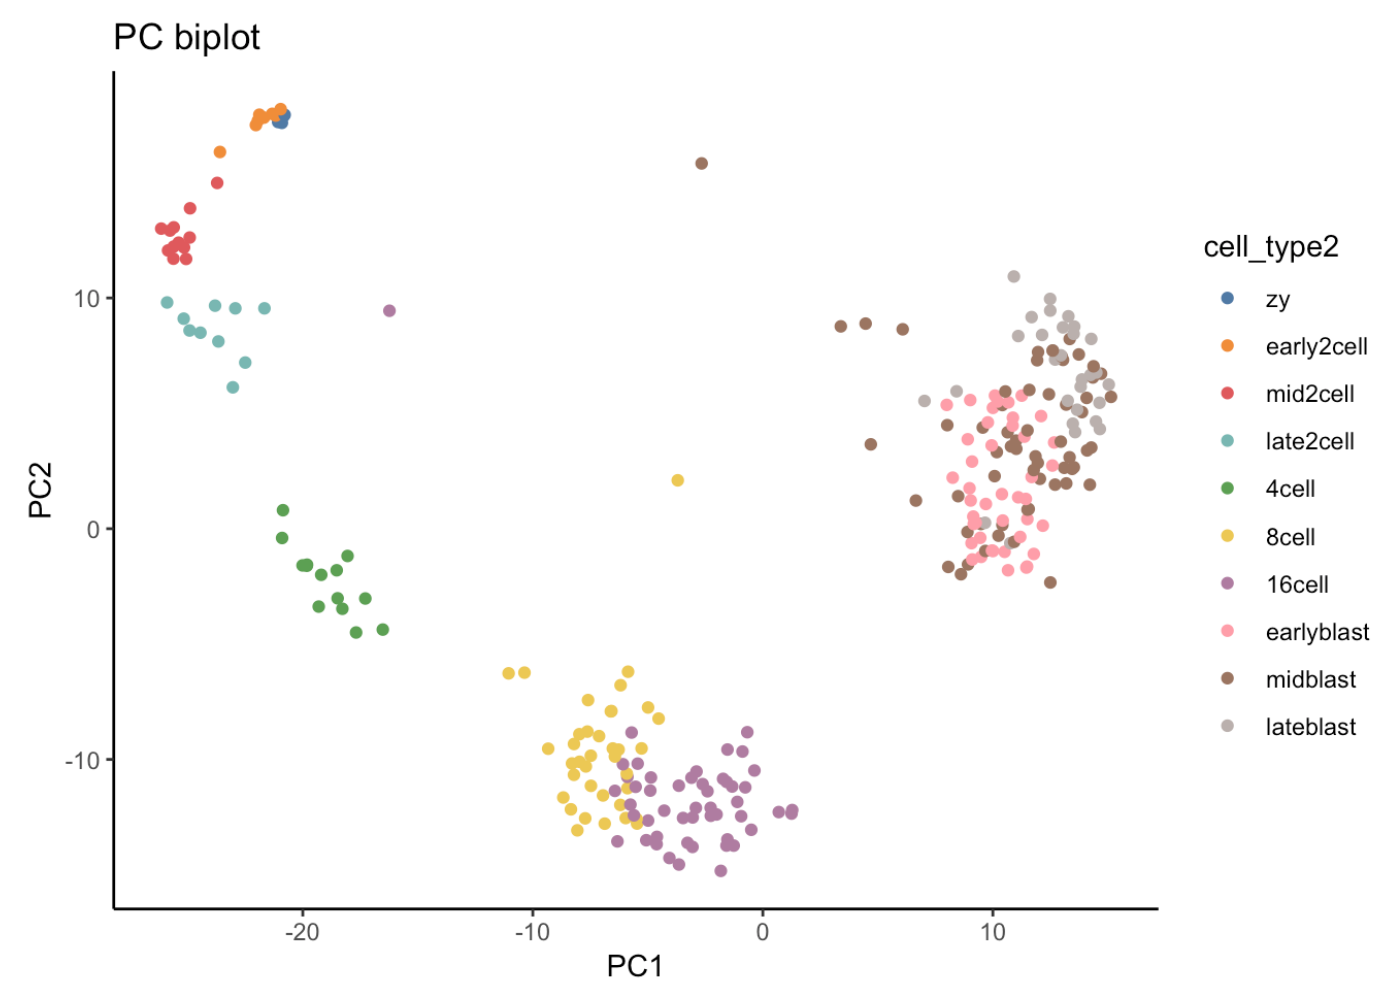 PC biplot
10
0
-10
PC2
-20
-10
0
10
PC1
cell_type2
zy
early2cell
mid2cell
late2cell
4cell
8cell
16cell
earlyblast
midblast
lateblast